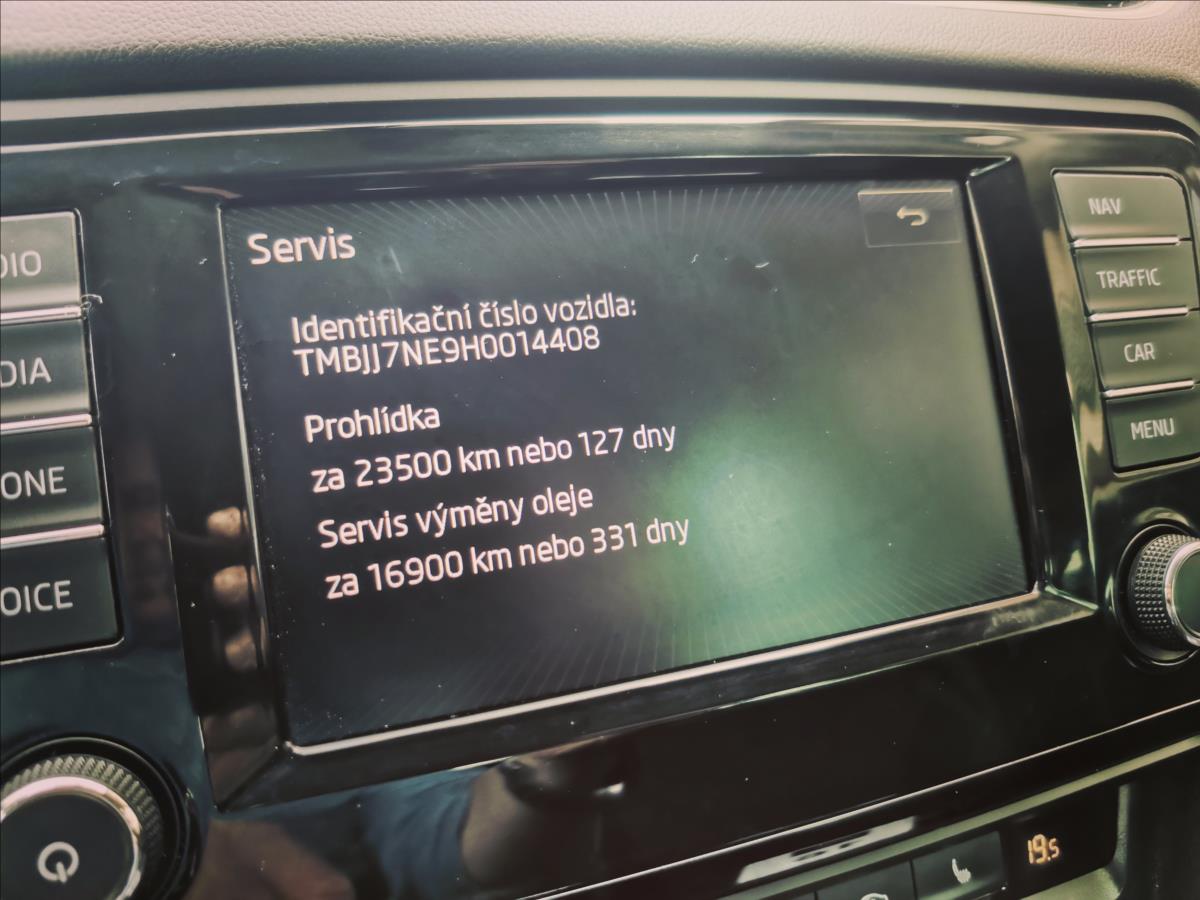 Servis
Identifikační číslo vozidla:
TMBJJ7NE9H0014408
Prohlídka
za 23500 km nebo 127 dny
Servis výměny oleje
za 16900 km nebo 331 dny
DIO
DIA
ONE
OICE
NAV
TRAFFIC
CAR
MENU
19.5